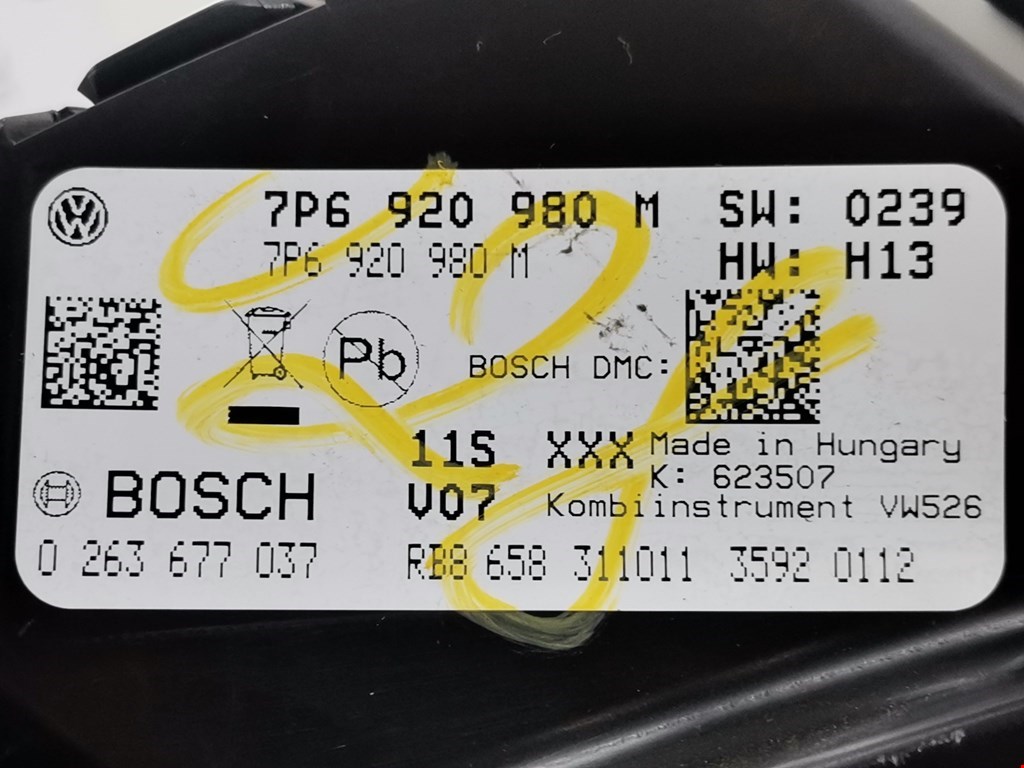 7P6 920 980 M SW: 0239
7P6 920 980 M HW: H13
Pb
BOSCH DMC:
11S XXX Made in Hungary
K: 623507
BOSCH V07 Kombiinstrument VW526
0 263 677 037 RB8 658 311011 3592 0112